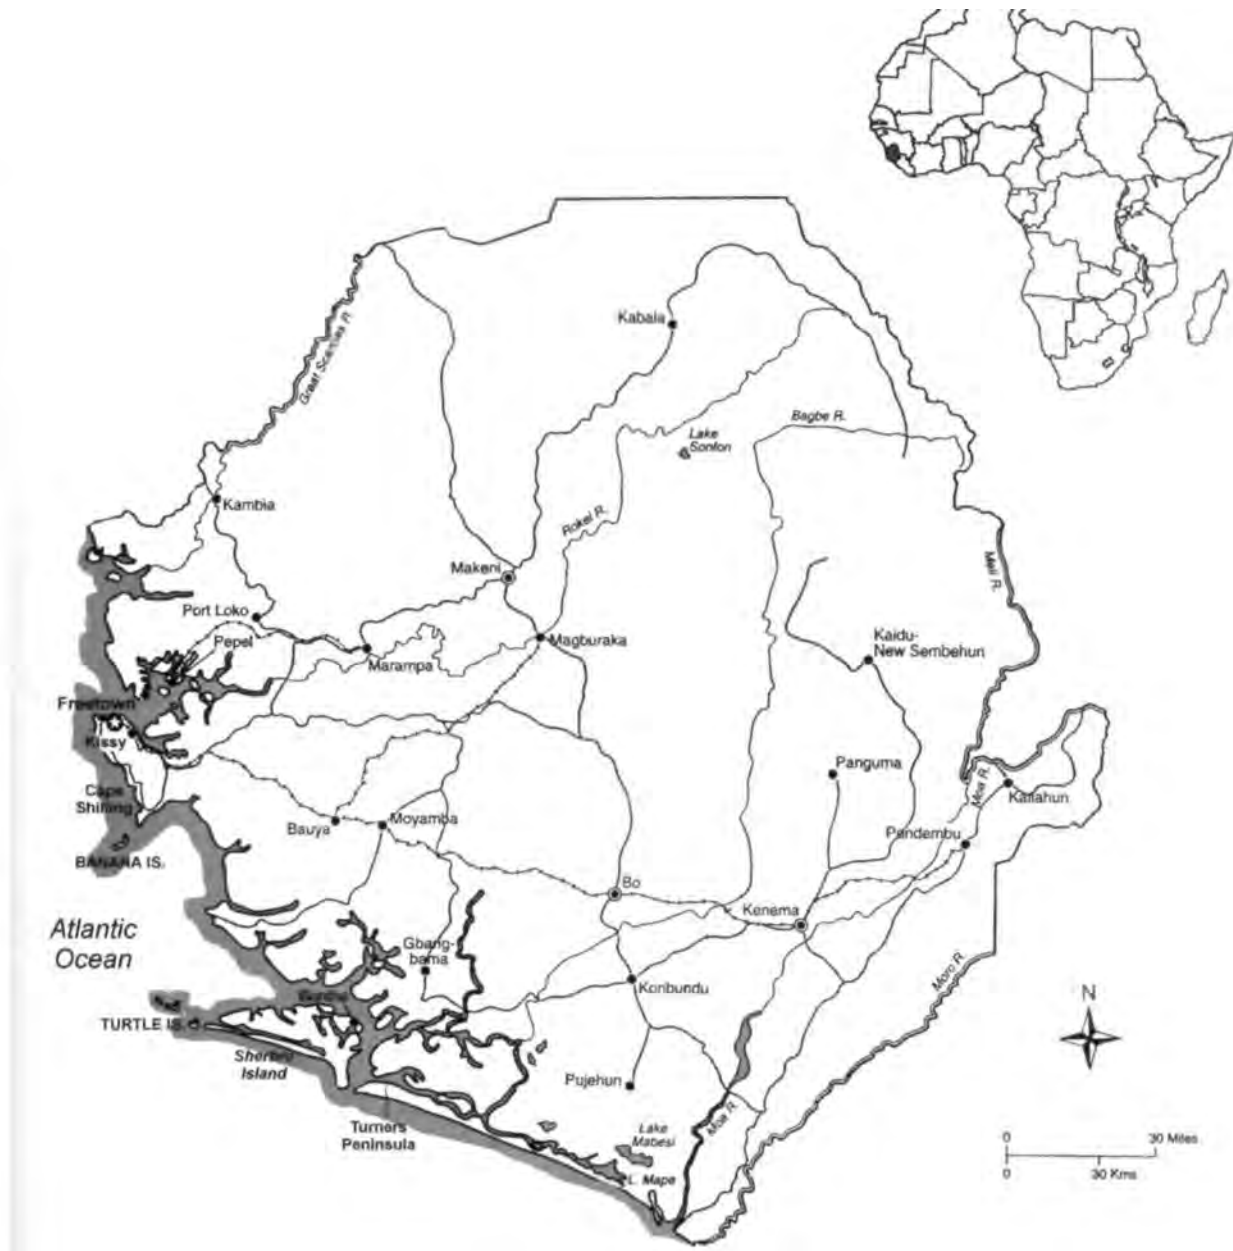 Great Scarcies R.
Kabala
Bagbe R.
Lake
Sonfon
Kambia
Rokel R.
Makeni
Meli R.
Port Loko
Pepel
Magburaka
Kaidu-
New Sembehun
Marampa
Freetown
Kissy
Panguma
Moa R.
Kailahun
Cape
Shilling
Bauya
Moyamba
Pendembu
BANANA IS.
Bo
Kenema
Atlantic
Ocean
Gbang-
bama
Koribundu
Moro R.
N
TURTLE IS.
Sherbro
Island
Pujehun
Moa R.
Turners
Peninsula
Lake
Mabesi
L. Mape
0 30 Miles
0 30 Kms